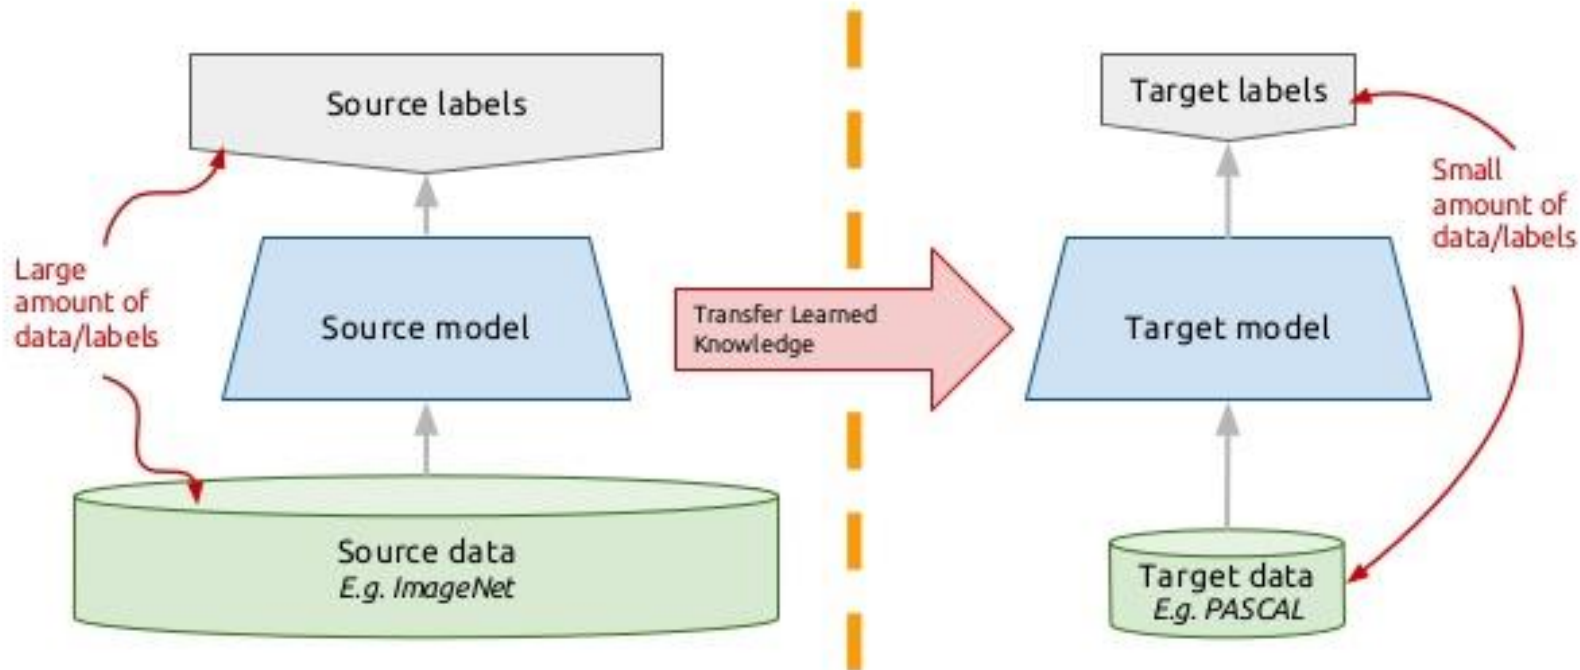 Source labels
Large
amount of
data/labels
Source model
Source data
E.g. ImageNet
Transfer Learned
Knowledge
Target labels
Small
amount of
data/labels
Target model
Target data
E.g. PASCAL